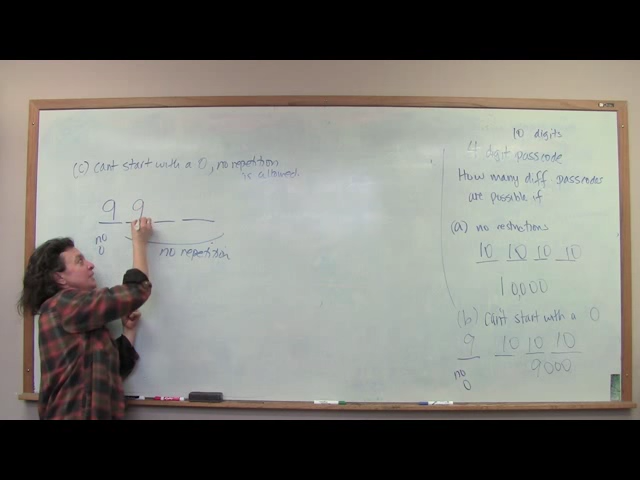 (c) can't start with a 0, no repetition
is allowed.
9 9
no
0
no repetition
10 digits
4 digit passcode
How many diff passcodes
are possible if
(a) no restrictions
10 10 10 10
10,000
(b) Can't start with a 0
9 10 10 10
9000
no
0